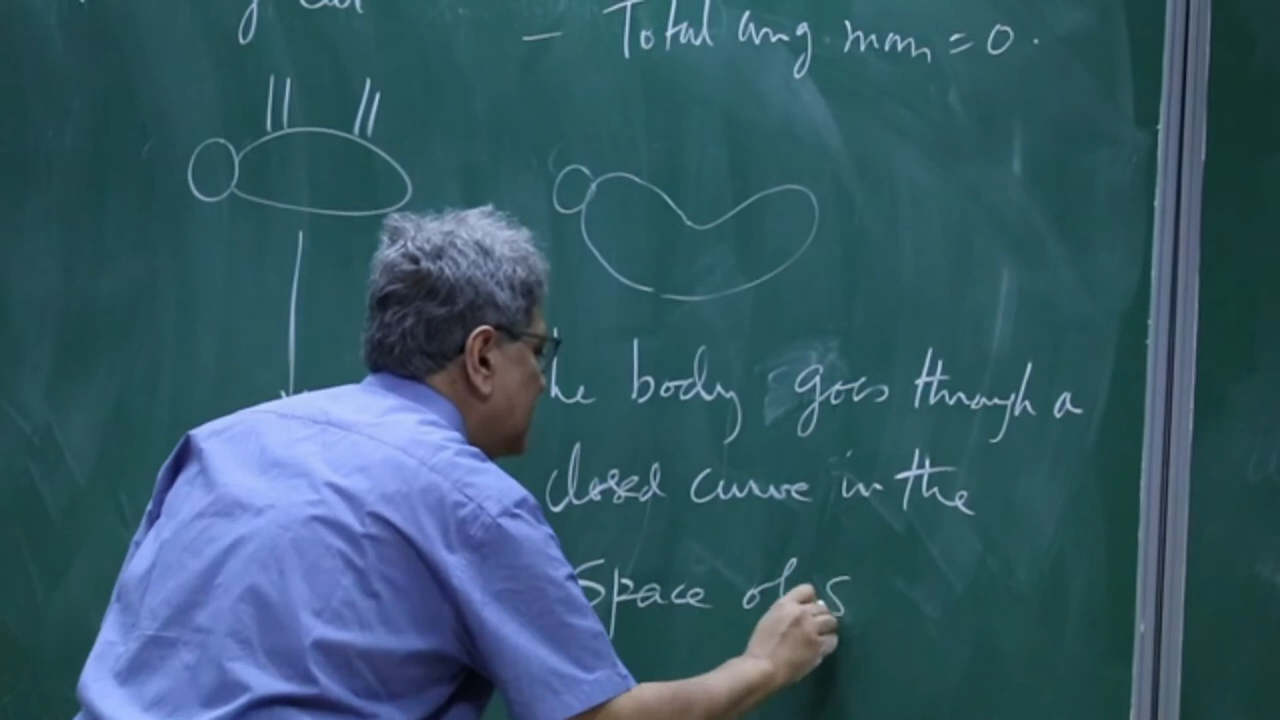 - Total ang. mom = 0.
he body goes through a
closed curve in the
Space of s